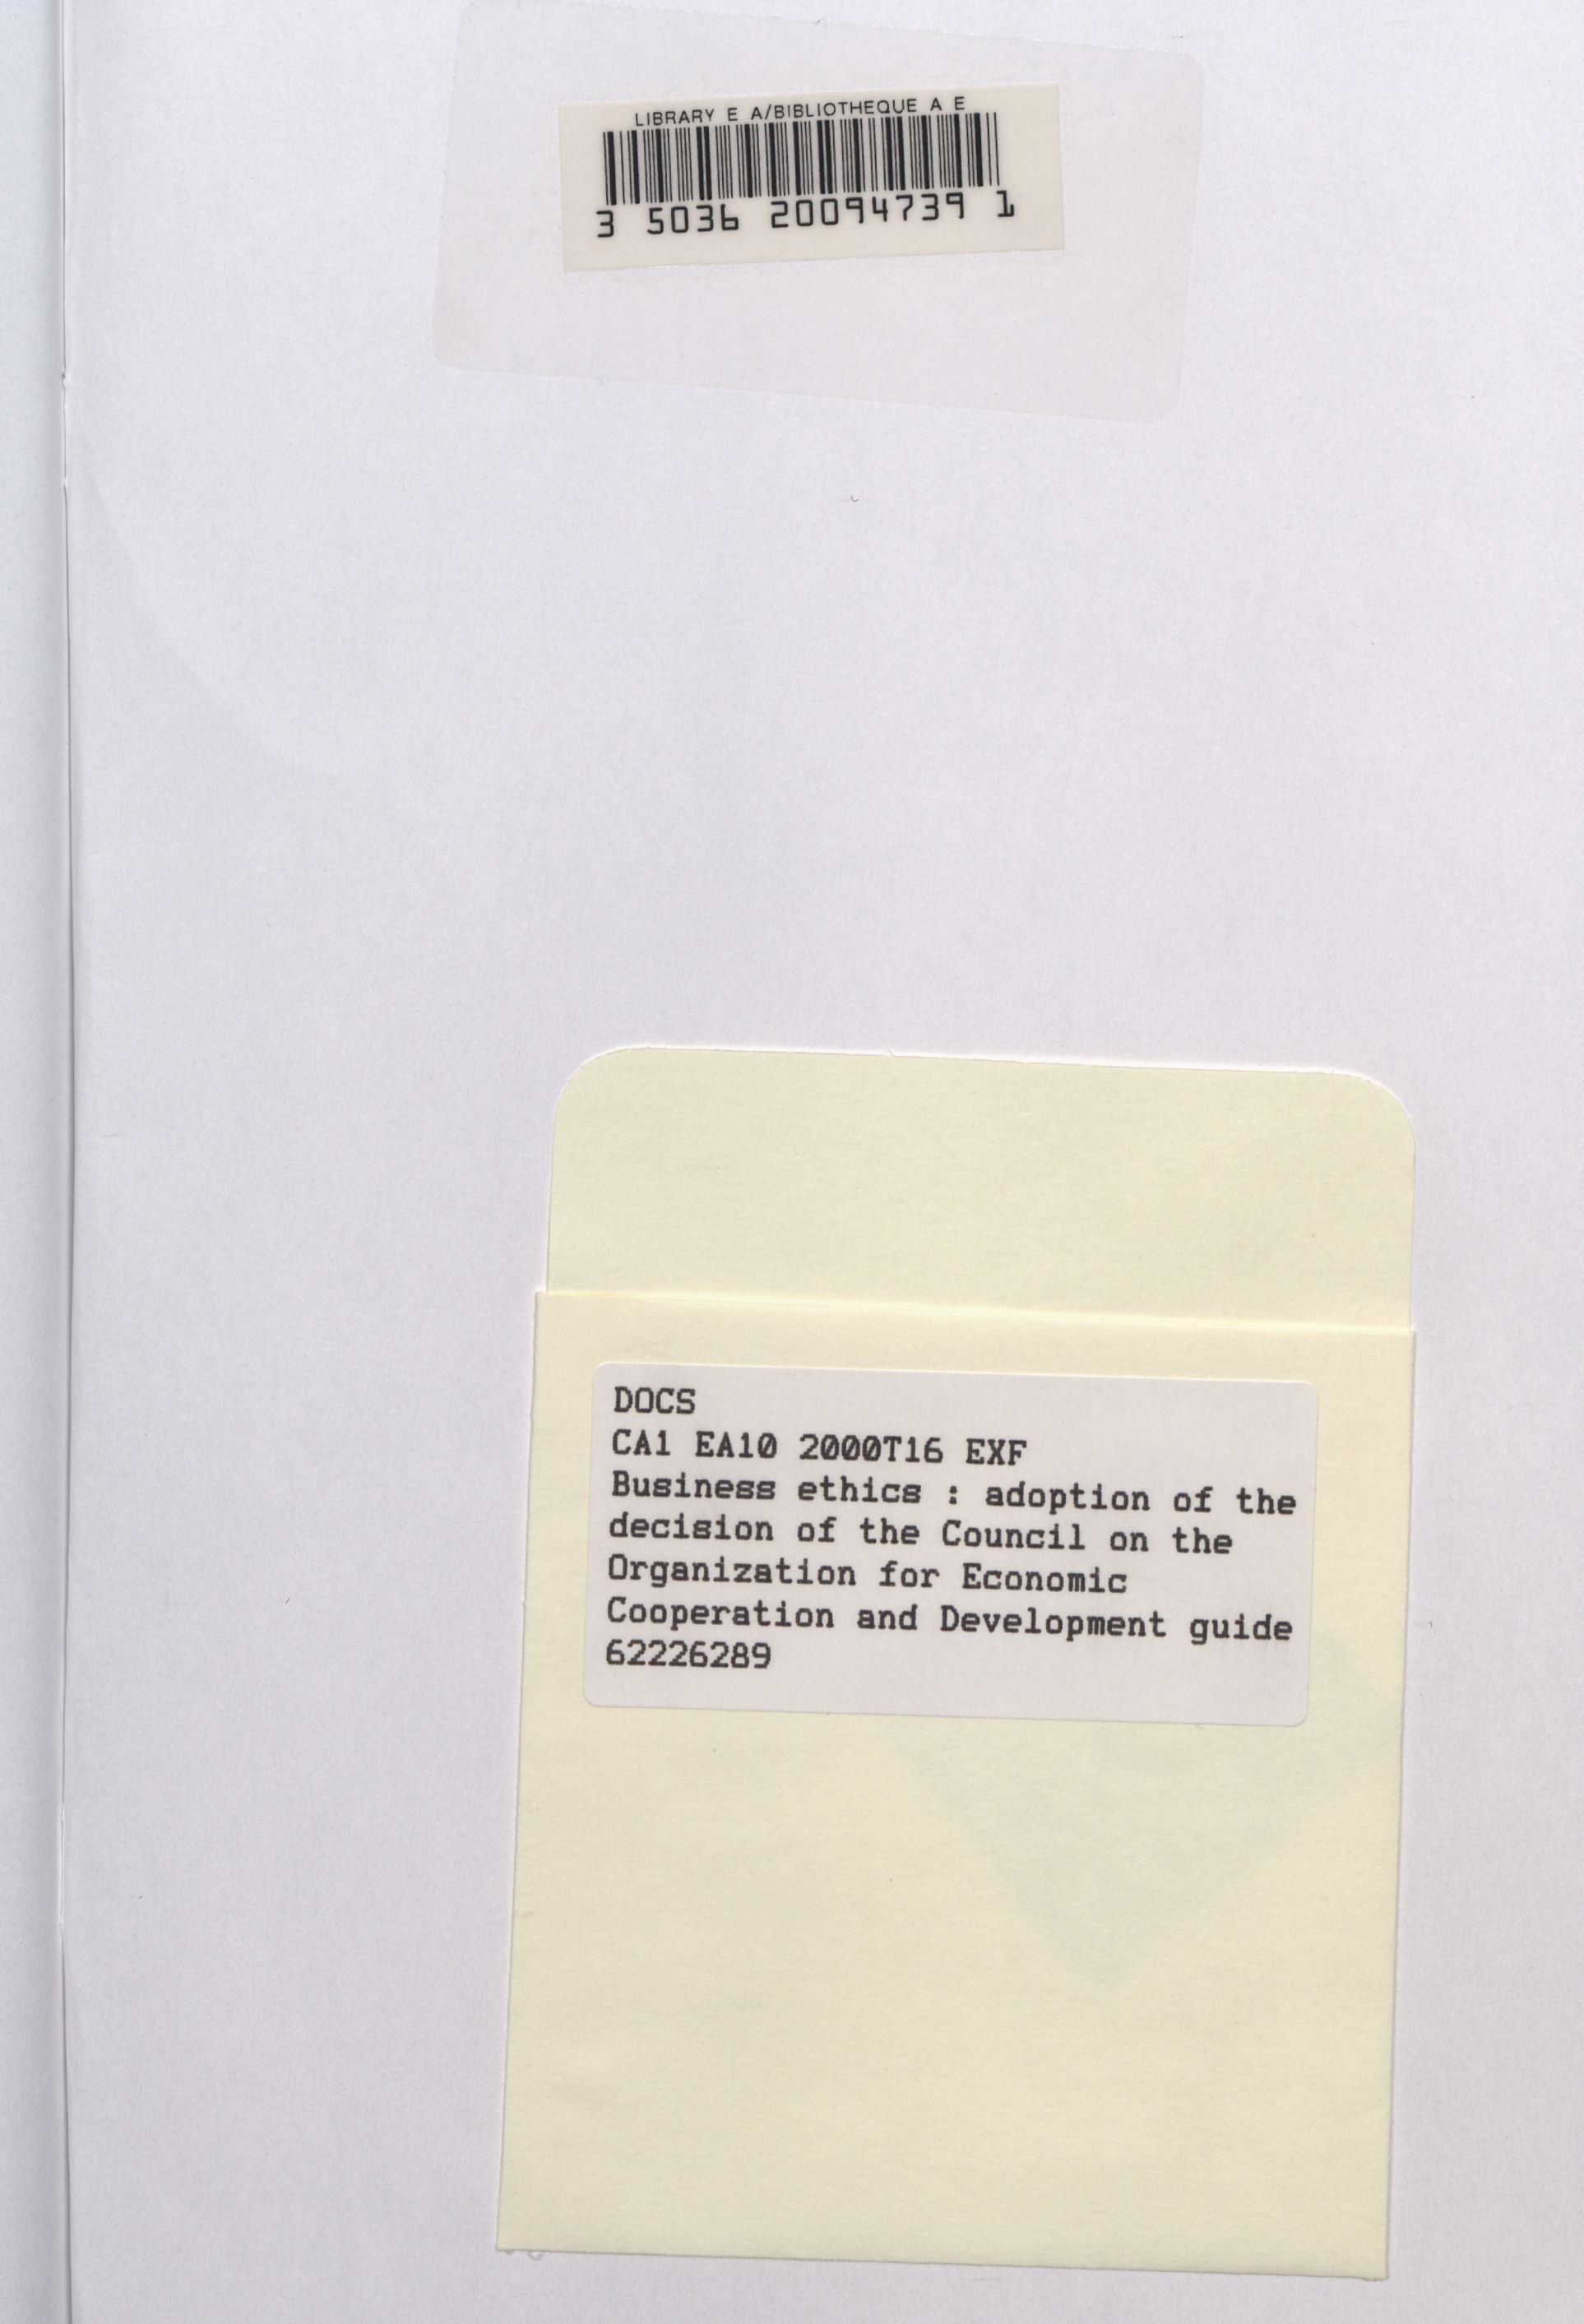 LIBRARY E A/BIBLIOTHEQUE A E
3 5036 20094739 1
DOCS
CA1 EA10 2000T16 EXF
Business ethics : adoption of the
decision of the Council on the
Organization for Economic
Cooperation and Development guide
62226289